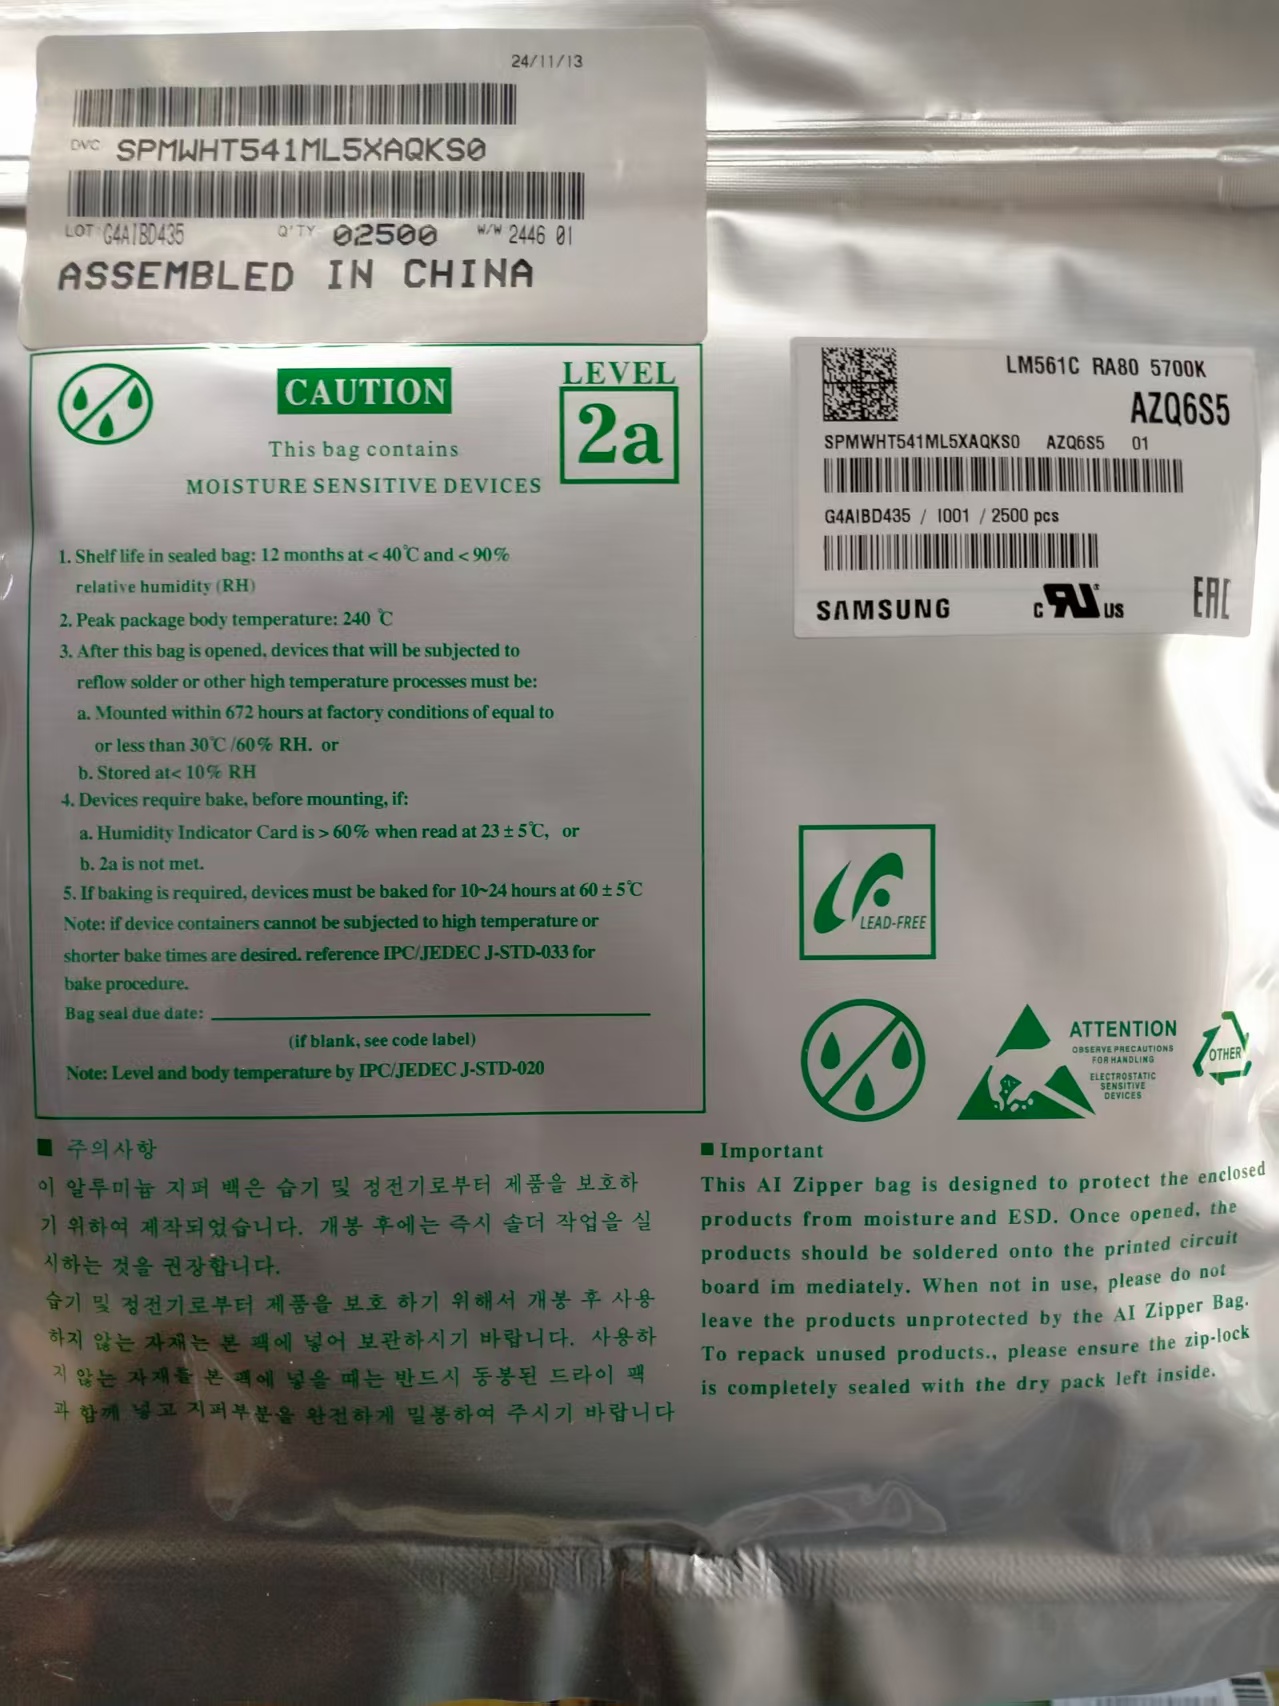 24/11/13
DVC SPMWHT541ML5XAQKS0
LOT G4AIBD435 Q'TY 02500 W/W 2446 01
ASSEMBLED IN CHINA
CAUTION
LEVEL
2a
This bag contains
MOISTURE SENSITIVE DEVICES
1. Shelf life in sealed bag: 12 months at < 40℃ and < 90%
relative humidity (RH)
2. Peak package body temperature: 240 ℃
3. After this bag is opened, devices that will be subjected to
reflow solder or other high temperature processes must be:
a. Mounted within 672 hours at factory conditions of equal to
or less than 30℃/60% RH. or
b. Stored at< 10% RH
4. Devices require bake, before mounting, if:
a. Humidity Indicator Card is > 60% when read at 23 ± 5℃, or
b. 2a is not met.
5. If baking is required, devices must be baked for 10~24 hours at 60 ± 5℃
Note: if device containers cannot be subjected to high temperature or
shorter bake times are desired. reference IPC/JEDEC J-STD-033 for
bake procedure.
Bag seal due date:
(if blank, see code label)
Note: Level and body temperature by IPC/JEDEC J-STD-020
LM561C RA80 5700K
AZQ6S5
SPMWHT541ML5XAQKS0 AZQ6S5 01
G4AIBD435 / I001 / 2500 pcs
SAMSUNG c RU US EAC
LEAD-FREE
ATTENTION
OBSERVE PRECAUTIONS
FOR HANDLING
ELECTROSTATIC
SENSITIVE
DEVICES
OTHER
■ 주의사항
이 알루미늄 지퍼 백은 습기 및 정전기로부터 제품을 보호하
기 위하여 제작되었습니다. 개봉 후에는 즉시 솔더 작업을 실
시하는 것을 권장합니다.
습기 및 정전기로부터 제품을 보호 하기 위해서 개봉 후 사용
하지 않는 자재는 본 팩에 넣어 보관하시기 바랍니다. 사용하
지 않는 자재를 본 팩에 넣을 때는 반드시 동봉된 드라이 팩
과 함께 넣고 지퍼부분을 완전하게 밀봉하여 주시기 바랍니다
■ Important
This AI Zipper bag is designed to protect the enclosed
products from moisture and ESD. Once opened, the
products should be soldered onto the printed circuit
board im mediately. When not in use, please do not
leave the products unprotected by the AI Zipper Bag.
To repack unused products., please ensure the zip-lock
is completely sealed with the dry pack left inside.